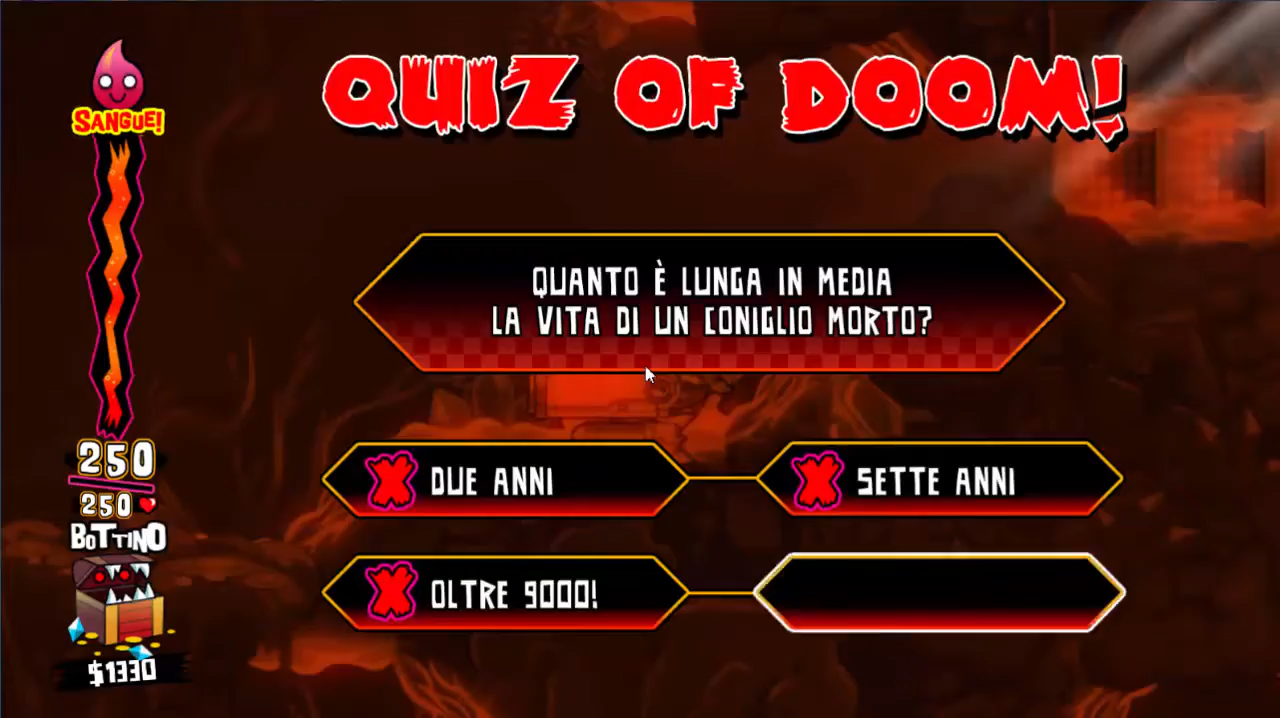 QUIZ OF DOOM!
SANGUE!
QUANTO È LUNGA IN MEDIA
LA VITA DI UN CONIGLIO MORTO?
250
250
BOTTINO
$1330
X DUE ANNI
X SETTE ANNI
X OLTRE 9000!